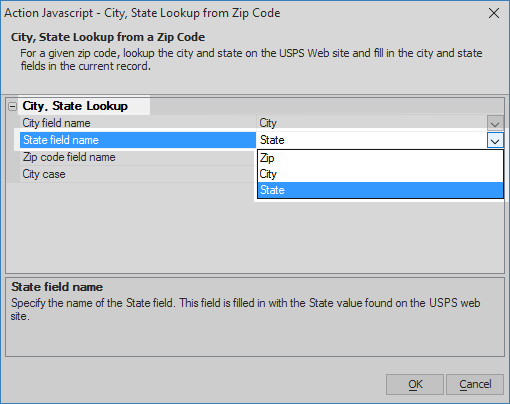 Action Javascript - City, State Lookup from Zip Code
City, State Lookup from a Zip Code
For a given zip code, lookup the city and state on the USPS Web site and fill in the city and state
fields in the current record.
City, State Lookup
City field name City
State field name State
Zip code field name Zip
City case City
State
State field name
Specify the name of the State field. This field is filled in with the State value found on the USPS web
site.
OK Cancel